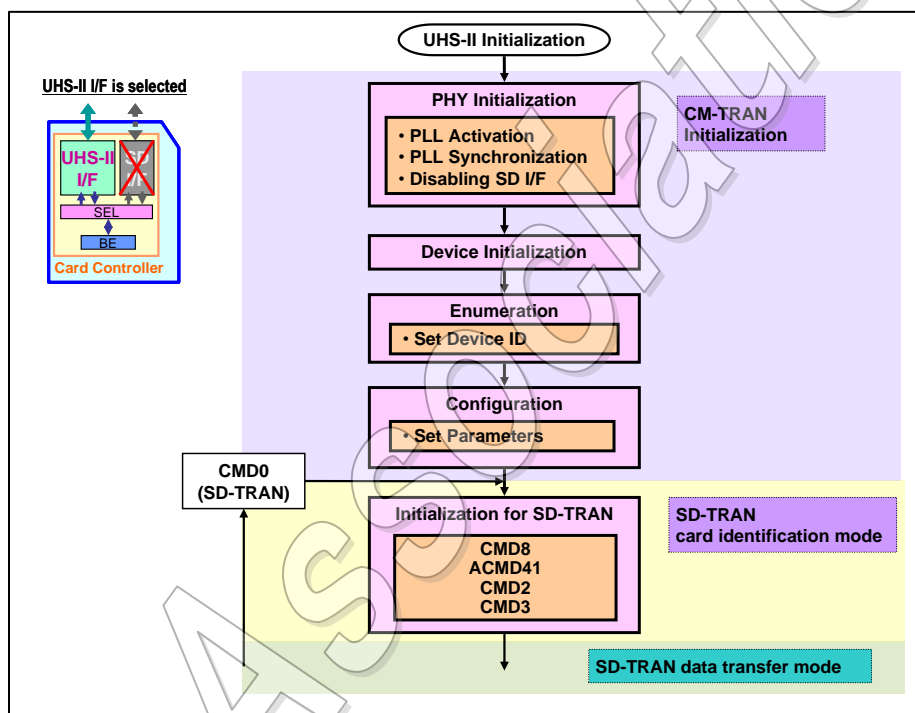 UHS-II Initialization
UHS-II I/F is selected
UHS-II
I/F
SD
I/F
SEL
BE
Card Controller
PHY Initialization
• PLL Activation
• PLL Synchronization
• Disabling SD I/F
CM-TRAN
Initialization
Device Initialization
Enumeration
• Set Device ID
Configuration
• Set Parameters
CMD0
(SD-TRAN)
Initialization for SD-TRAN
CMD8
ACMD41
CMD2
CMD3
SD-TRAN
card identification mode
SD-TRAN data transfer mode